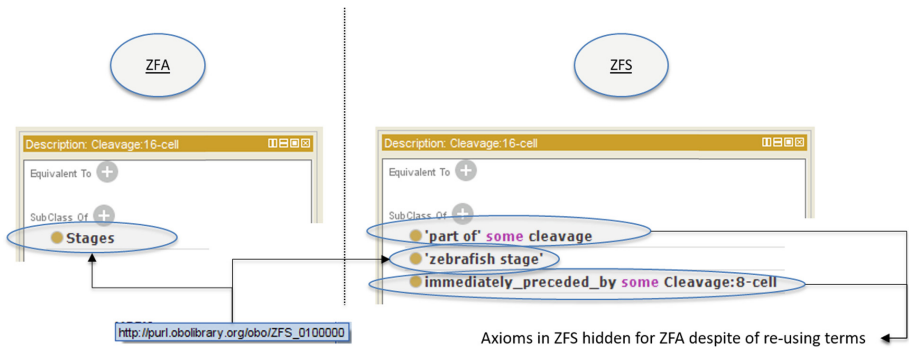 ZFA
ZFS
Description: Cleavage:16-cell
Equivalent To
SubClass Of
Stages
http://purl.obolibrary.org/obo/ZFS_0100000
Description: Cleavage:16-cell
Equivalent To
SubClass Of
'part of' some cleavage
'zebrafish stage'
immediately_preceded_by some Cleavage:8-cell
Axioms in ZFS hidden for ZFA despite of re-using terms